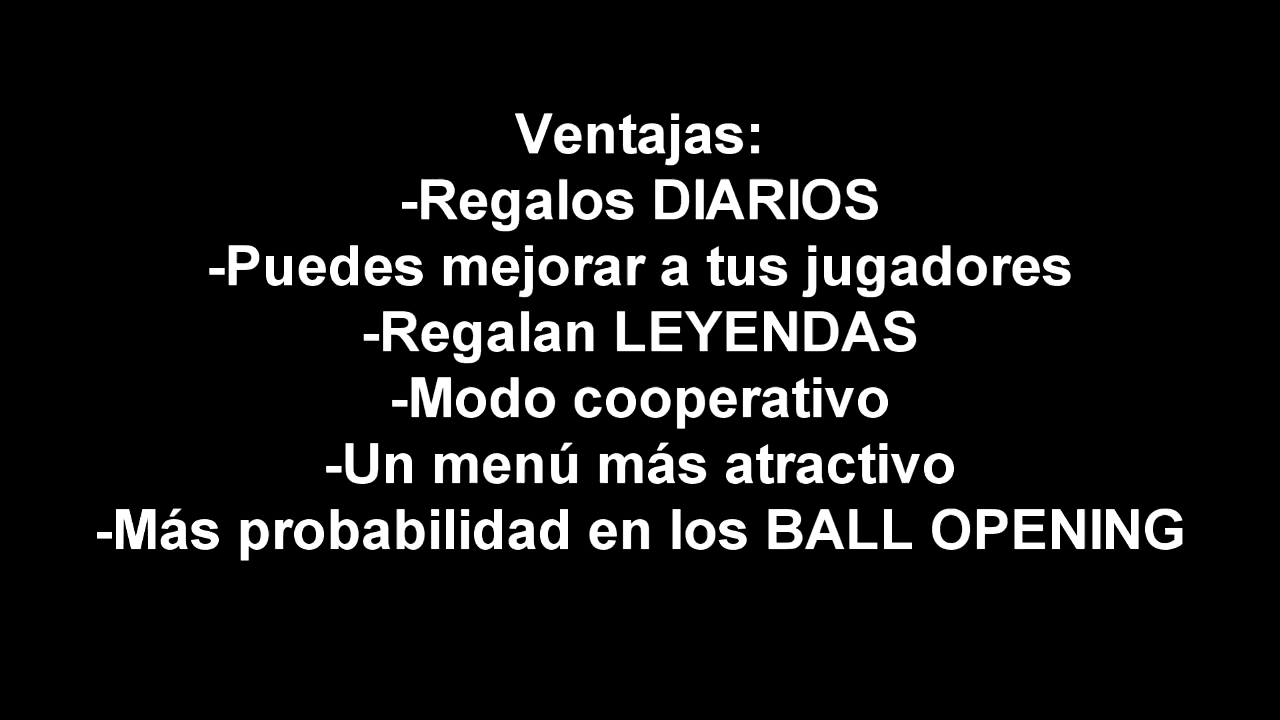 Ventajas:
-Regalos DIARIOS
-Puedes mejorar a tus jugadores
-Regalan LEYENDAS
-Modo cooperativo
-Un menú más atractivo
-Más probabilidad en los BALL OPENING